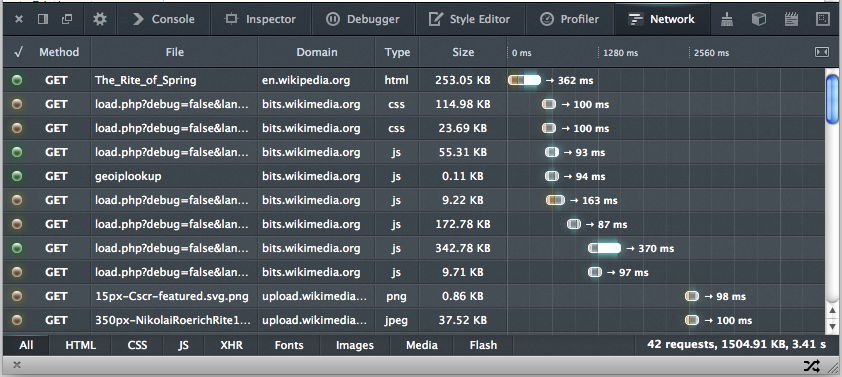 Console Inspector Debugger Style Editor Profiler Network
✓ Method File Domain Type Size 0 ms 1280 ms 2560 ms
GET The_Rite_of_Spring en.wikipedia.org html 253.05 KB → 362 ms
GET load.php?debug=false&lan... bits.wikimedia.org css 114.98 KB → 100 ms
GET load.php?debug=false&lan... bits.wikimedia.org css 23.69 KB → 100 ms
GET load.php?debug=false&lan... bits.wikimedia.org js 55.31 KB → 93 ms
GET geoiplookup bits.wikimedia.org js 0.11 KB → 94 ms
GET load.php?debug=false&lan... bits.wikimedia.org js 9.22 KB → 163 ms
GET load.php?debug=false&lan... bits.wikimedia.org js 172.78 KB → 87 ms
GET load.php?debug=false&lan... bits.wikimedia.org js 342.78 KB → 370 ms
GET load.php?debug=false&lan... bits.wikimedia.org js 9.71 KB → 97 ms
GET 15px-Cscr-featured.svg.png upload.wikimedia... png 0.86 KB → 98 ms
GET 350px-NikolaiRoerichRite1... upload.wikimedia... jpeg 37.52 KB → 100 ms
All HTML CSS JS XHR Fonts Images Media Flash 42 requests, 1504.91 KB, 3.41 s